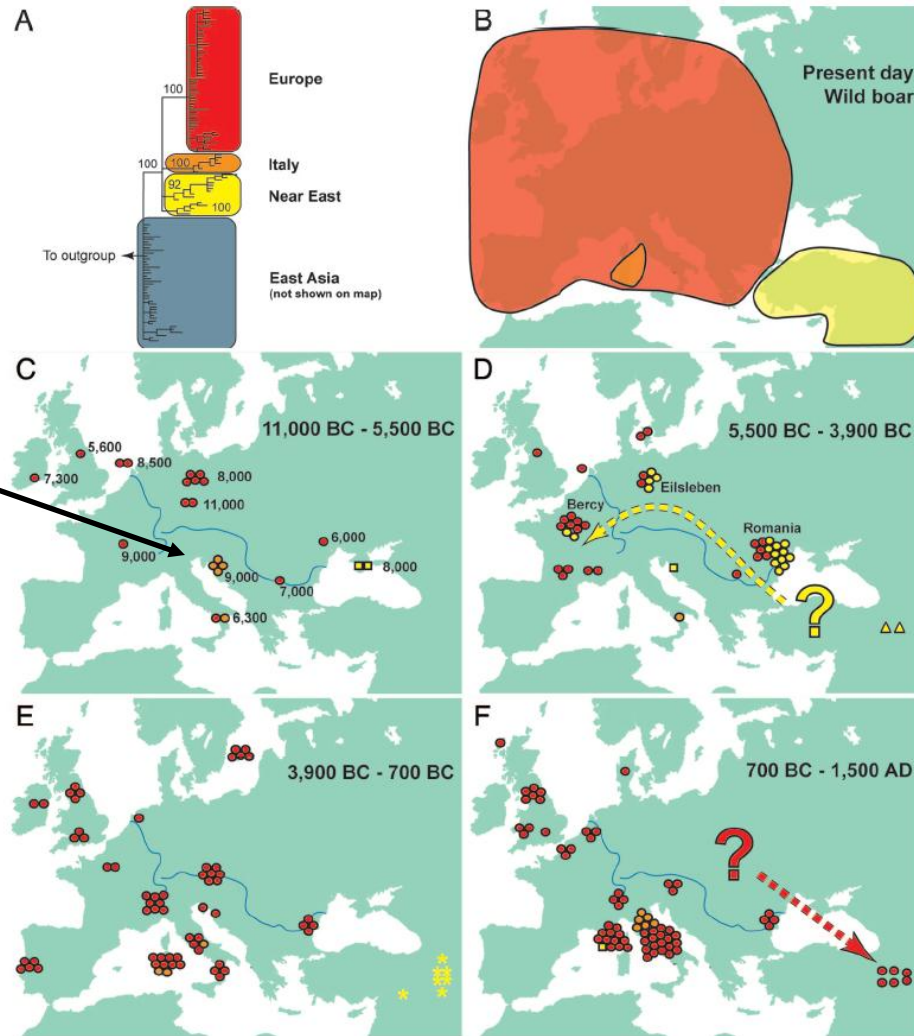 A
100
Europe
100
100
Italy
92
Near East
100
To outgroup
East Asia
(not shown on map)
B
Present day
Wild boar
C
11,000 BC - 5,500 BC
5,600
8,500
7,300
8,000
11,000
6,000
9,000
9,000
8,000
7,000
6,300
D
5,500 BC - 3,900 BC
Eilsleben
Bercy
Romania
?
E
3,900 BC - 700 BC
F
700 BC - 1,500 AD
?